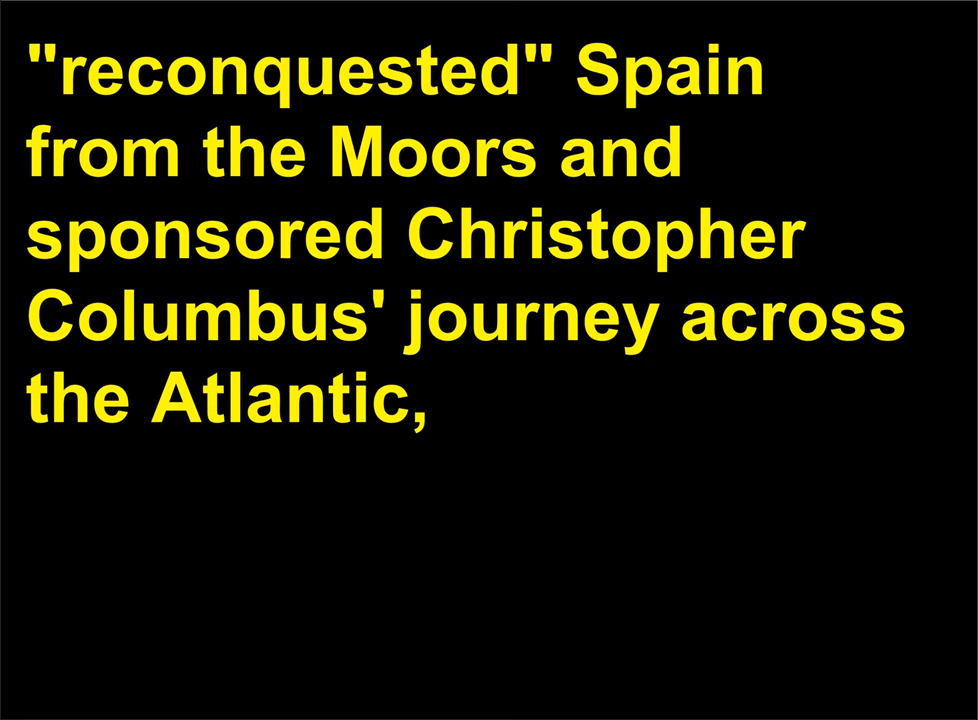 "reconquested" Spain
from the Moors and
sponsored Christopher
Columbus' journey across
the Atlantic,